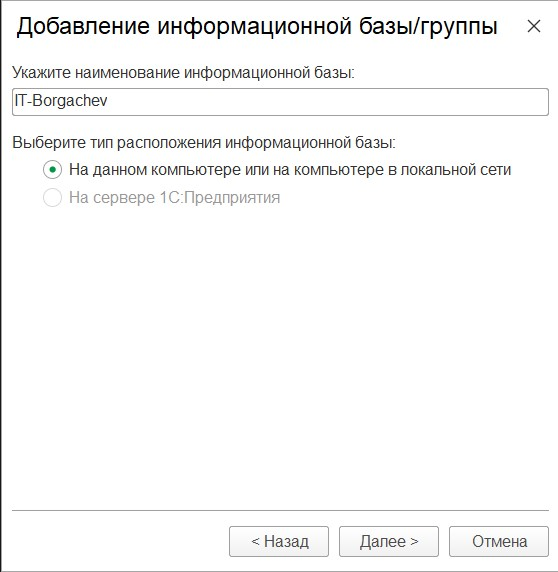 Добавление информационной базы/группы
Укажите наименование информационной базы:
IT-Borgachev
Выберите тип расположения информационной базы:
На данном компьютере или на компьютере в локальной сети
На сервере 1С:Предприятия
< Назад
Далее >
Отмена